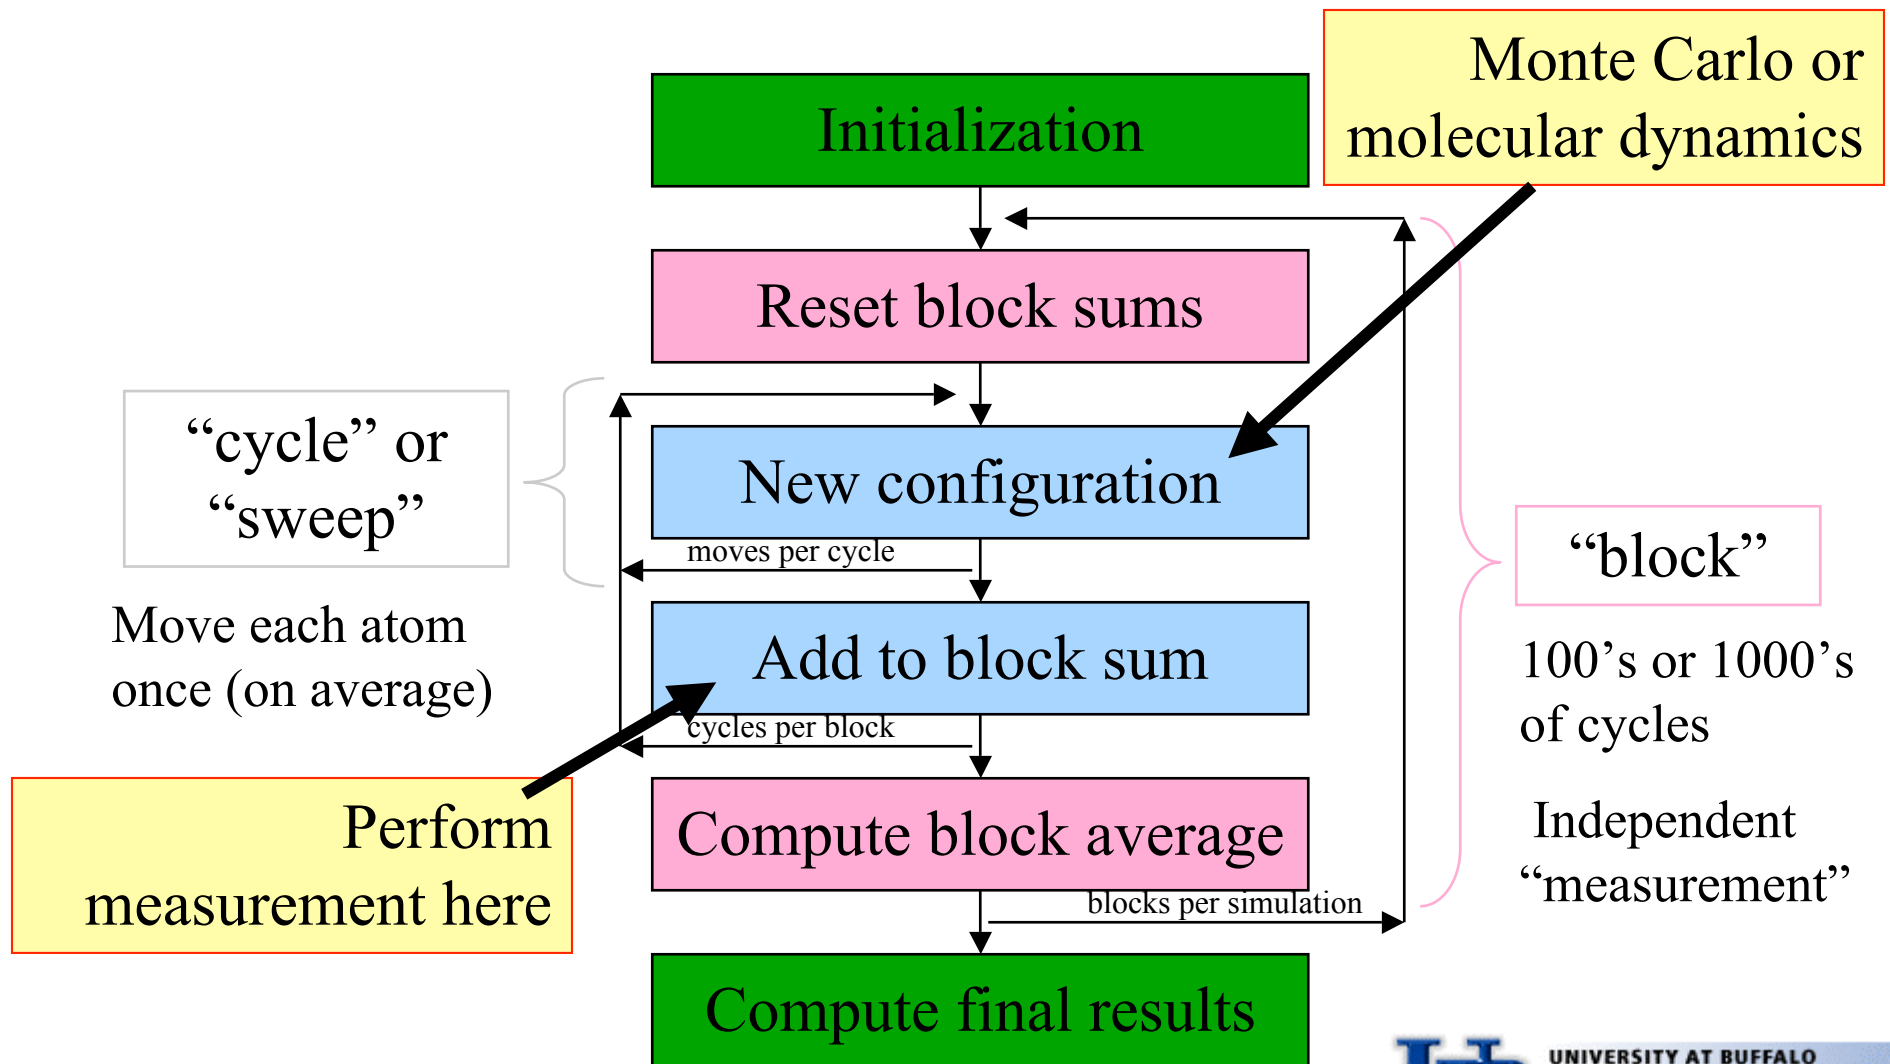 Monte Carlo or
molecular dynamics
Initialization
Reset block sums
“cycle” or
“sweep”
New configuration
moves per cycle
“block”
Move each atom
once (on average)
Add to block sum
100’s or 1000’s
of cycles
cycles per block
Perform
measurement here
Compute block average
Independent
“measurement”
blocks per simulation
Compute final results
UB
UNIVERSITY AT BUFFALO